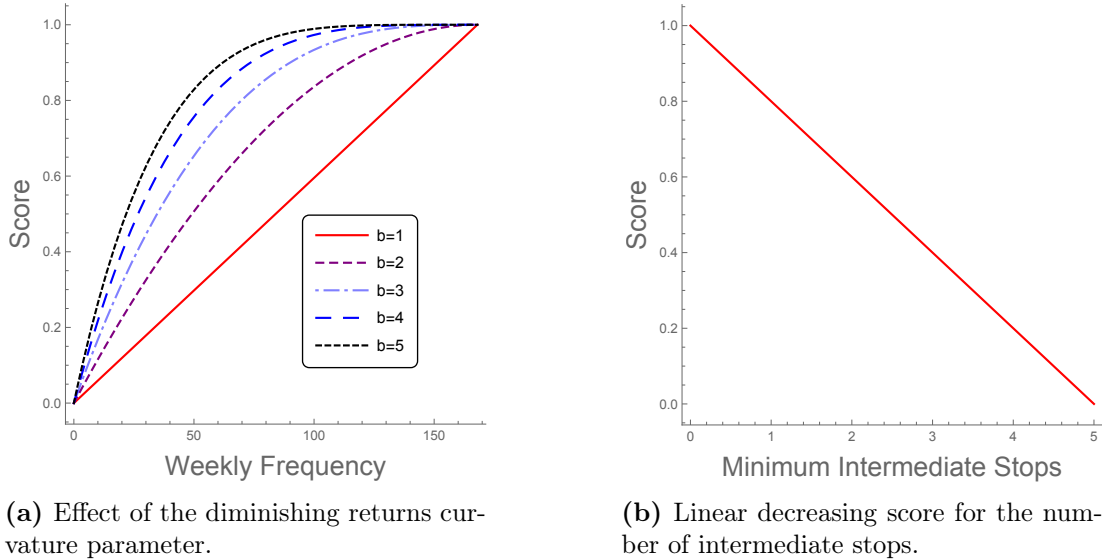 1.0
0.8
0.6
0.4
0.2
0.0
Score
0
50
100
150
Weekly Frequency
b=1
b=2
b=3
b=4
b=5
(a) Effect of the diminishing returns cur-
vature parameter.
1.0
0.8
0.6
0.4
0.2
0.0
Score
0
1
2
3
4
5
Minimum Intermediate Stops
(b) Linear decreasing score for the num-
ber of intermediate stops.